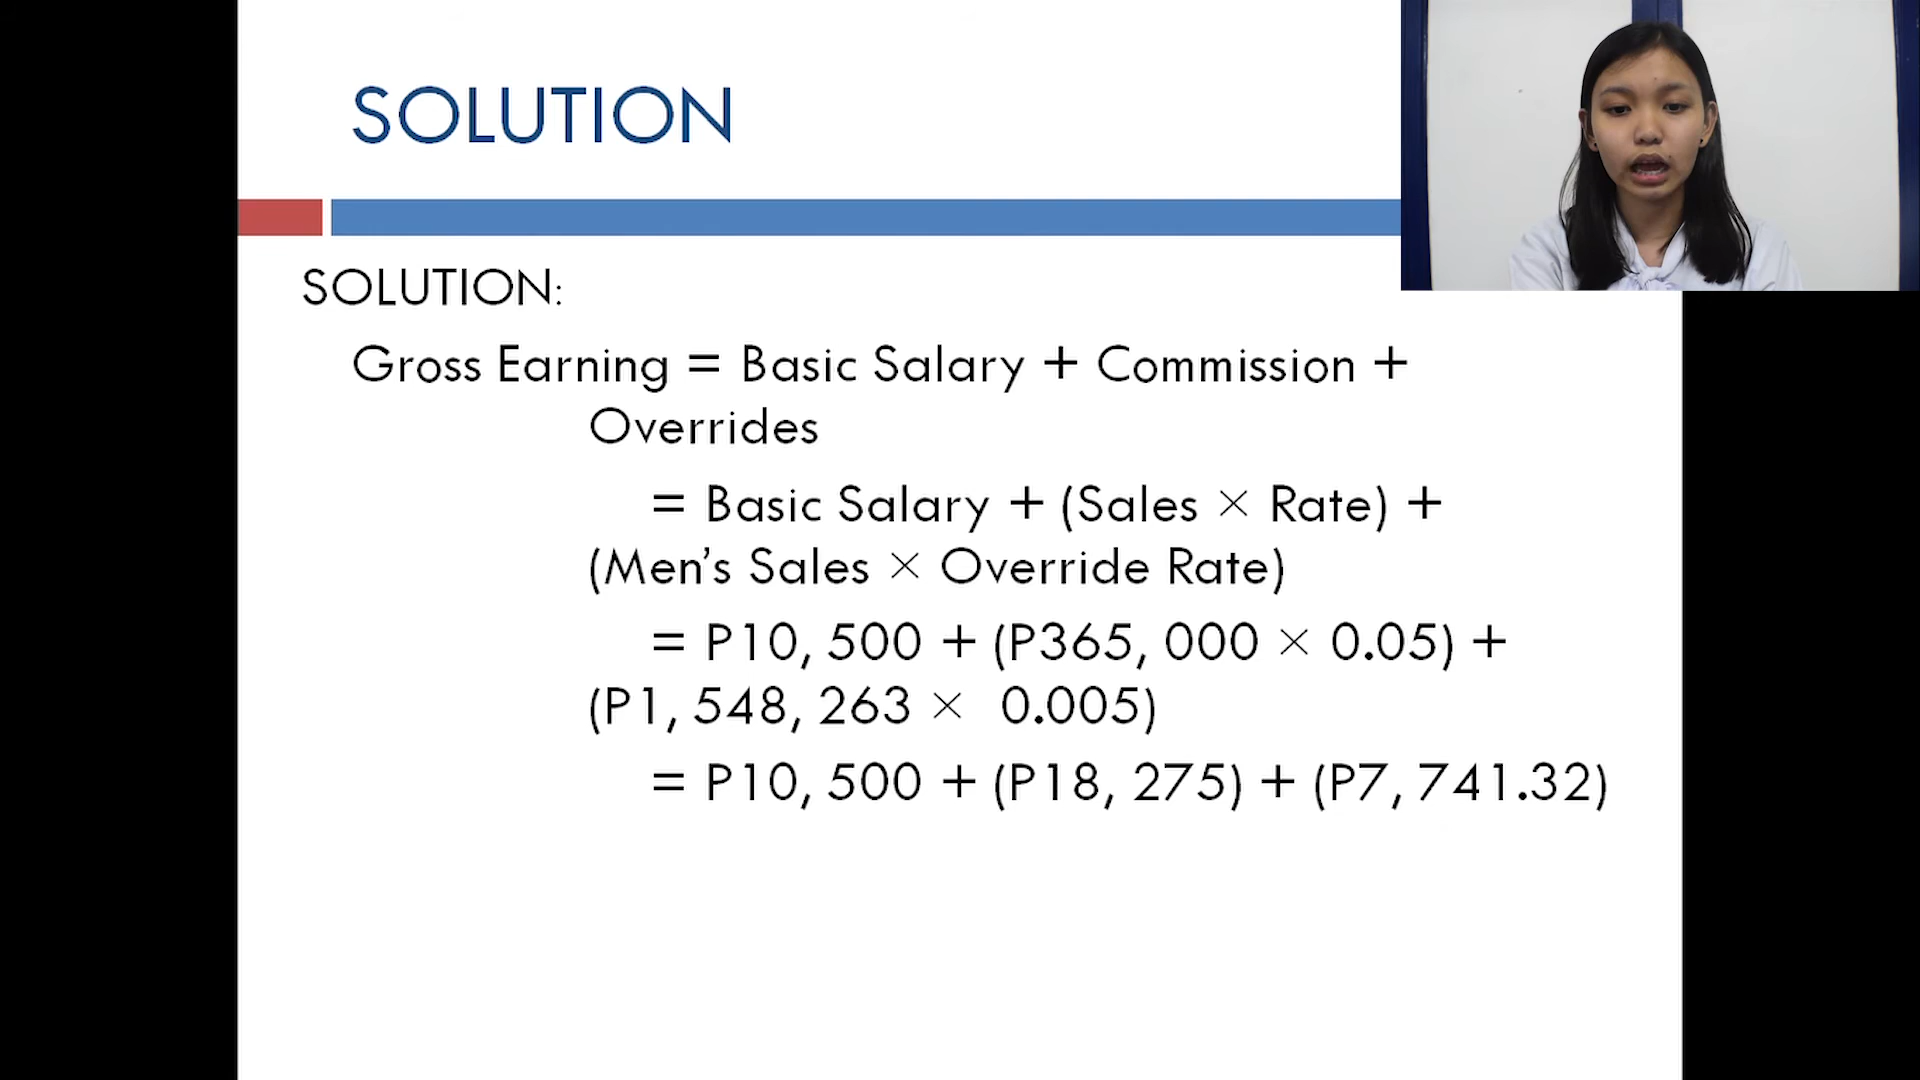 SOLUTION
SOLUTION:
Gross Earning = Basic Salary + Commission +
Overrides
= Basic Salary + (Sales × Rate) +
(Men’s Sales × Override Rate)
= P10, 500 + (P365, 000 × 0.05) +
(P1, 548, 263 × 0.005)
= P10, 500 + (P18, 275) + (P7, 741.32)